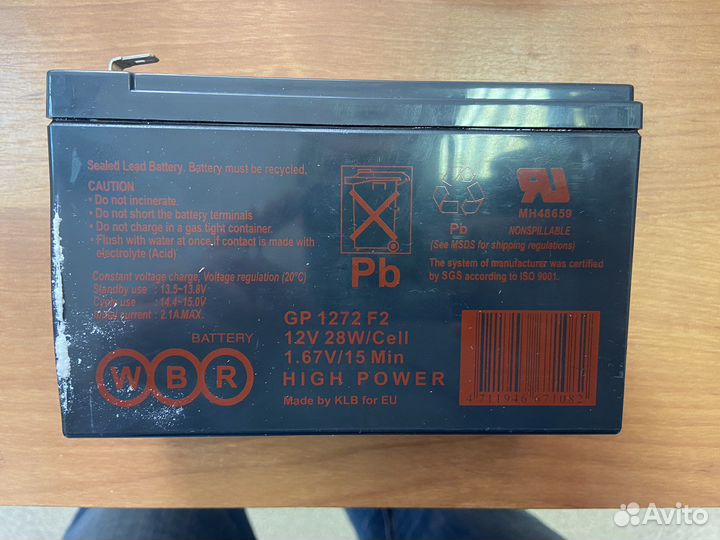 Sealed Lead Battery. Battery must be recycled.
CAUTION
• Do not incinerate.
• Do not short the battery terminals
• Do not charge in a gas tight container.
• Flush with water at once if contact is made with
electrolyte (Acid)
Constant voltage charge, Voltage regulation (20°C)
Standby use : 13.5~13.8V
Cycle use : 14.4~15.0V
Initial current : 2.1A MAX.
BATTERY
WBR
Pb
GP 1272 F2
12V 28W/Cell
1.67V/15 Min
HIGH POWER
Made by KLB for EU
Pb
MH48659
NONSPILLABLE
(See MSDS for shipping regulations)
The system of manufacturer was certified
by SGS according to ISO 9001.
4 711946 671082
Avito